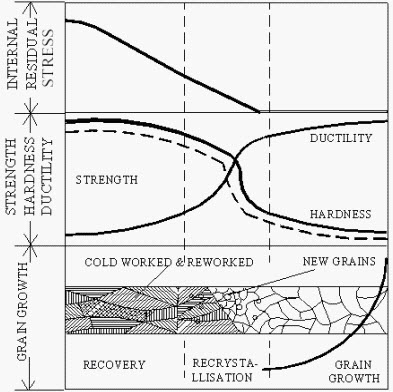 INTERNAL
RESIDUAL
STRESS
STRENGTH
HARDNESS
DUCTILITY
DUCTILITY
STRENGTH
HARDNESS
GRAIN GROWTH
COLD WORKED & REWORKED
NEW GRAINS
RECOVERY
RECRYSTA-
LLISATION
GRAIN
GROWTH